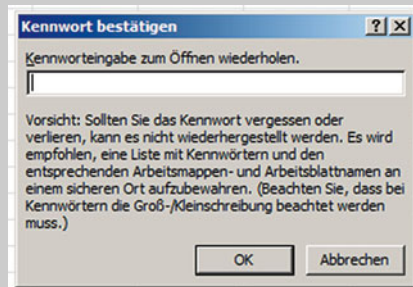 Kennwort bestätigen
Kennworteingabe zum Öffnen wiederholen.
Vorsicht: Sollten Sie das Kennwort vergessen oder
verlieren, kann es nicht wiederhergestellt werden. Es wird
empfohlen, eine Liste mit Kennwörtern und den
entsprechenden Arbeitsmappen- und Arbeitsblattnamen an
einem sicheren Ort aufzubewahren. (Beachten Sie, dass bei
Kennwörtern die Groß-/Kleinschreibung beachtet werden
muss.)
OK Abbrechen